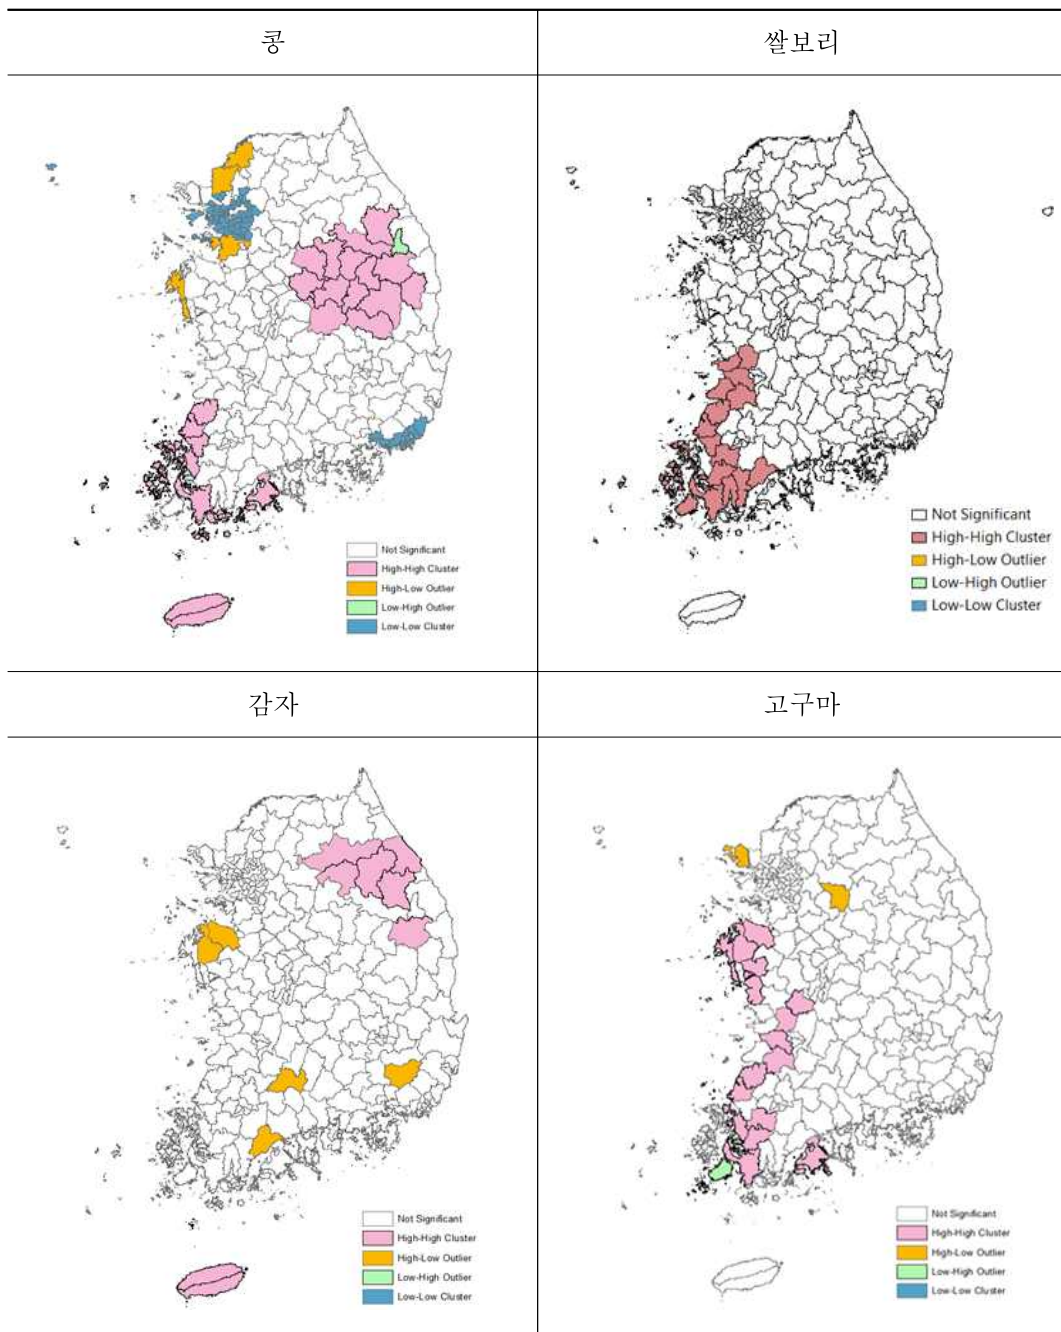 콩
쌀보리
Not Significant
High-High Cluster
High-Low Outlier
Low-High Outlier
Low-Low Cluster
Not Significant
High-High Cluster
High-Low Outlier
Low-High Outlier
Low-Low Cluster
감자
고구마
Not Significant
High-High Cluster
High-Low Outlier
Low-High Outlier
Low-Low Cluster
Not Significant
High-High Cluster
High-Low Outlier
Low-High Outlier
Low-Low Cluster